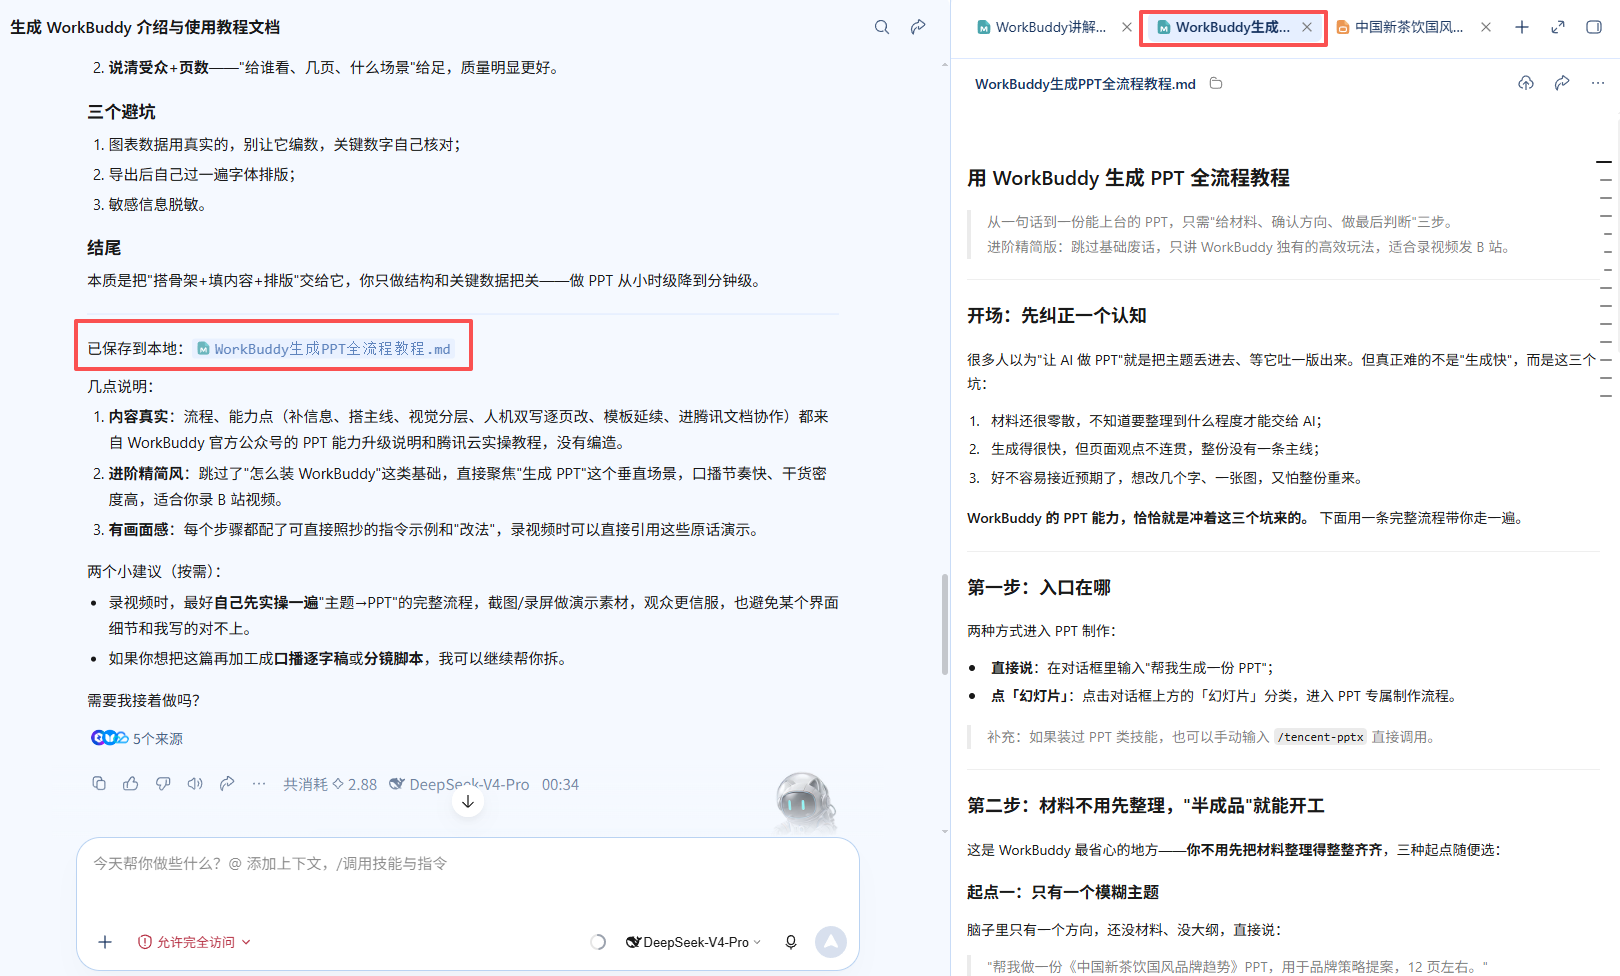 生成 WorkBuddy 介绍与使用教程文档
2. 说清受众+页数——"给谁看、几页、什么场景"给足，质量明显更好。
三个避坑
1. 图表数据用真实的，别让它编数，关键数字自己核对；
2. 导出后自己过一遍字体排版；
3. 敏感信息脱敏。
结尾
本质是把"搭骨架+填内容+排版"交给它，你只做结构和关键数据把关——做 PPT 从小时级降到分钟级。
已保存到本地： WorkBuddy生成PPT全流程教程.md
几点说明：
1. 内容真实：流程、能力点（补信息、搭主线、视觉分层、人机双写逐页改、模板延续、进腾讯文档协作）都来
自 WorkBuddy 官方公众号的 PPT 能力升级说明和腾讯云实操教程，没有编造。
2. 进阶精简风：跳过了"怎么装 WorkBuddy"这类基础，直接聚焦"生成 PPT"这个垂直场景，口播节奏快、干货密
度高，适合你录 B 站视频。
3. 有画面感：每个步骤都配了可直接照抄的指令示例和"改法"，录视频时可以直接引用这些原话演示。
两个小建议（按需）：
• 录视频时，最好自己先实操一遍"主题→PPT"的完整流程，截图/录屏做演示素材，观众更信服，也避免某个界面
细节和我写的对不上。
• 如果你想把这篇再加工成口播逐字稿或分镜脚本，我可以继续帮你拆。
需要我接着做吗？
5个来源
共消耗 2.88 DeepSeek-V4-Pro 00:34
今天帮你做些什么？@ 添加上下文，/调用技能与指令
允许完全访问
DeepSeek-V4-Pro
WorkBuddy讲解...
WorkBuddy生成...
中国新茶饮国风...
WorkBuddy生成PPT全流程教程.md
用 WorkBuddy 生成 PPT 全流程教程
从一句话到一份能上台的 PPT，只需"给材料、确认方向、做最后判断"三步。
进阶精简版：跳过基础废话，只讲 WorkBuddy 独有的高效玩法，适合录视频发 B 站。
开场：先纠正一个认知
很多人以为"让 AI 做 PPT"就是把主题丢进去、等它吐一版出来。但真正难的不是"生成快"，而是这三个
坑：
1. 材料还很零散，不知道要整理到什么程度才能交给 AI；
2. 生成得很快，但页面观点不连贯，整份没有一条主线；
3. 好不容易接近预期了，想改几个字、一张图，又怕整份重来。
WorkBuddy 的 PPT 能力，恰恰就是冲着这三个坑来的。 下面用一条完整流程带你走一遍。
第一步：入口在哪
两种方式进入 PPT 制作：
• 直接说：在对话框里输入"帮我生成一份 PPT"；
• 点「幻灯片」：点击对话框上方的「幻灯片」分类，进入 PPT 专属制作流程。
补充：如果装过 PPT 类技能，也可以手动输入 /tencent-pptx 直接调用。
第二步：材料不用先整理，"半成品"就能开工
这是 WorkBuddy 最省心的地方——你不用先把材料整理得整整齐齐，三种起点随便选：
起点一：只有一个模糊主题
脑子里只有一个方向，还没材料、没大纲，直接说：
"帮我做一份《中国新茶饮国风品牌趋势》PPT，用于品牌策略提案，12 页左右。"